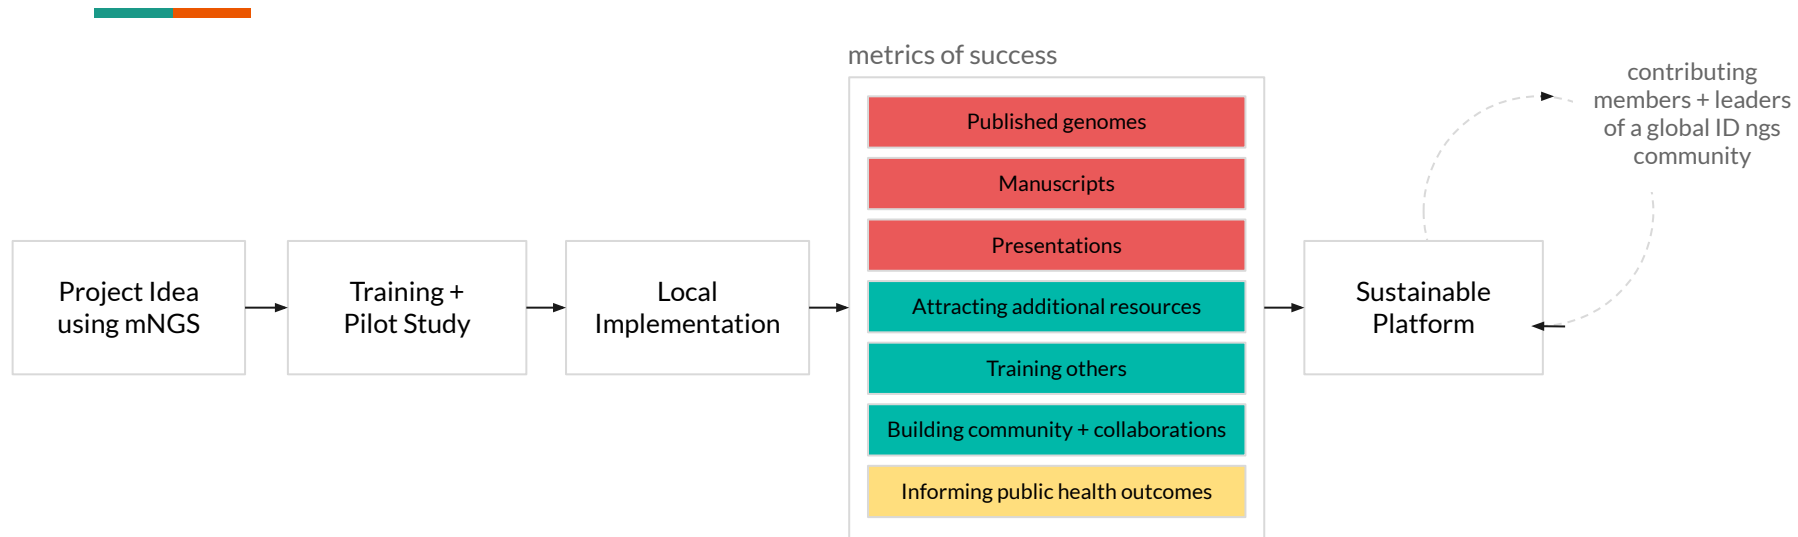 metrics of success
Project Idea
using mNGS
Training +
Pilot Study
Local
Implementation
Published genomes
Manuscripts
Presentations
Attracting additional resources
Training others
Building community + collaborations
Informing public health outcomes
Sustainable
Platform
contributing
members + leaders
of a global ID ngs
community